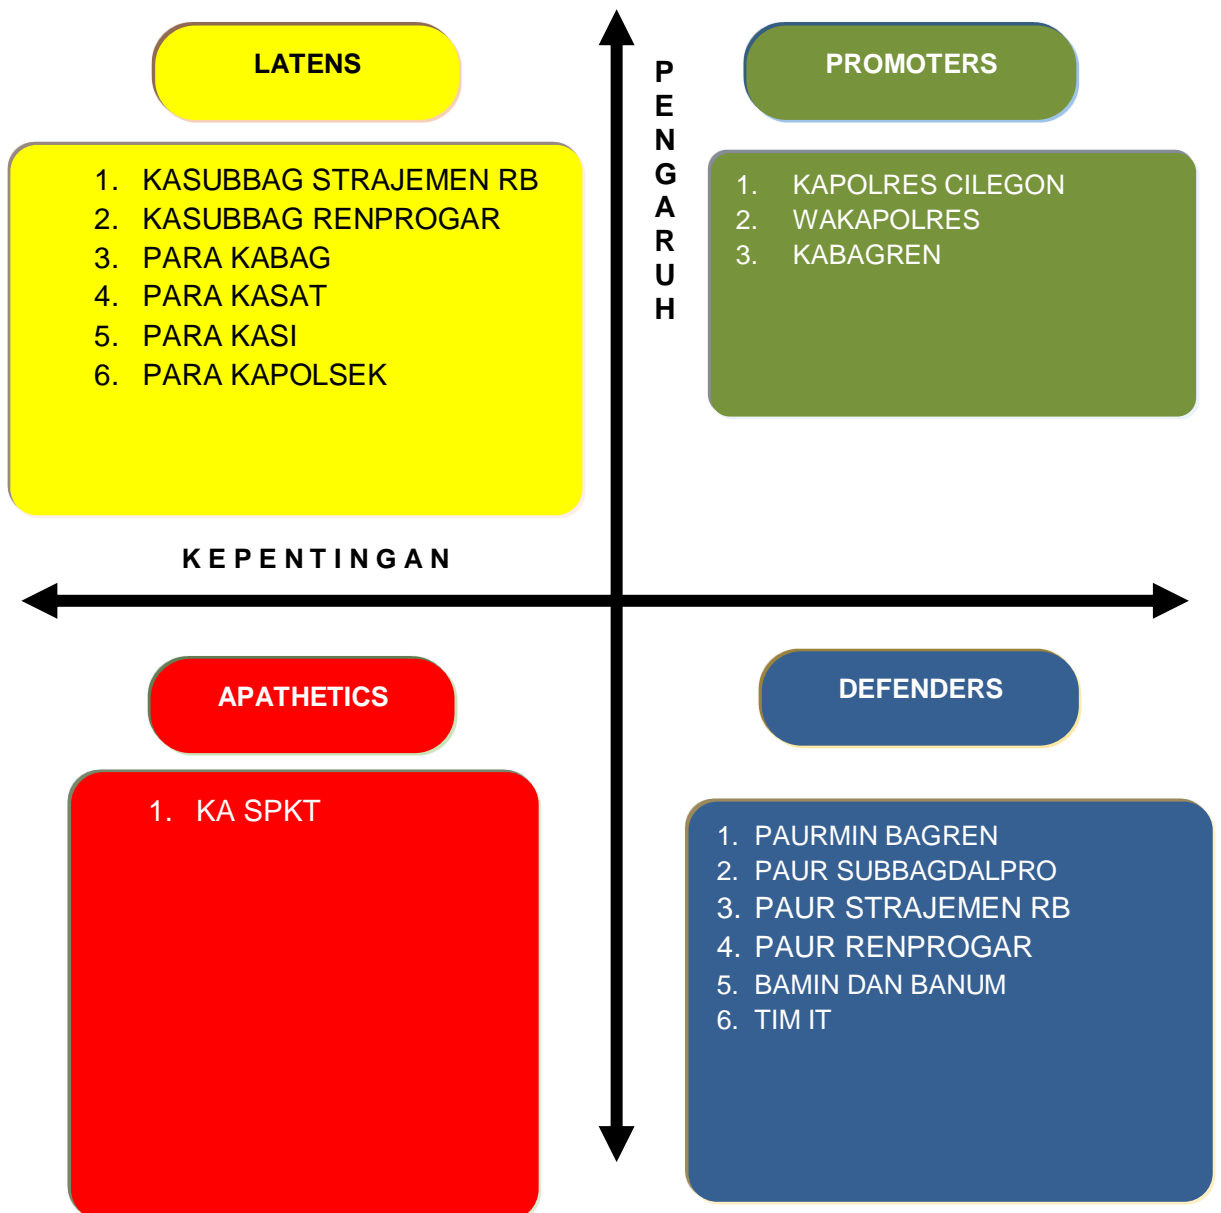 LATENS
1. KASUBBAG STRAJEMEN RB
2. KASUBBAG RENPROGAR
3. PARA KABAG
4. PARA KASAT
5. PARA KASI
6. PARA KAPOLSEK
P
E
N
G
A
R
U
H
PROMOTERS
1. KAPOLRES CILEGON
2. WAKAPOLRES
3. KABAGREN
K E P E N T I N G A N
APATHETICS
1. KA SPKT
DEFENDERS
1. PAURMIN BAGREN
2. PAUR SUBBAGDALPRO
3. PAUR STRAJEMEN RB
4. PAUR RENPROGAR
5. BAMIN DAN BANUM
6. TIM IT